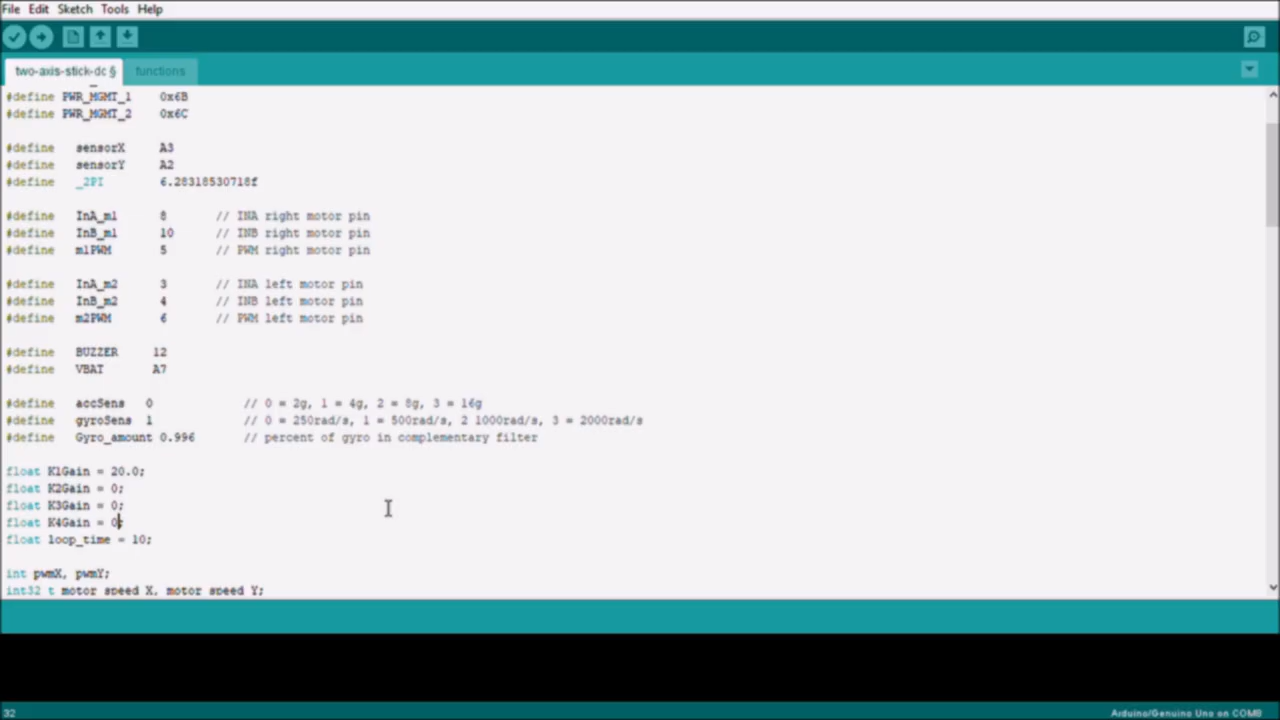 File Edit Sketch Tools Help
two-axis-stick-dc §
functions
#define PWR_MGMT_1 0x6B
#define PWR_MGMT_2 0x6C
#define sensorX A3
#define sensorY A2
#define _2PI 6.28318530718f
#define InA_m1 8 // INA right motor pin
#define InB_m1 10 // INB right motor pin
#define m1PWM 5 // PWM right motor pin
#define InA_m2 3 // INA left motor pin
#define InB_m2 4 // INB left motor pin
#define m2PWM 6 // PWM left motor pin
#define BUZZER 12
#define VBAT A7
#define accSens 0 // 0 = 2g, 1 = 4g, 2 = 8g, 3 = 16g
#define gyroSens 1 // 0 = 250rad/s, 1 = 500rad/s, 2 1000rad/s, 3 = 2000rad/s
#define Gyro_amount 0.996 // percent of gyro in complementary filter
float K1Gain = 20.0;
float K2Gain = 0;
float K3Gain = 0;
float K4Gain = 0;
float loop_time = 10;
int pwmX, pwmY;
int32_t motor_speed_X, motor_speed_Y;
32
Arduino/Genuino Uno on COM8